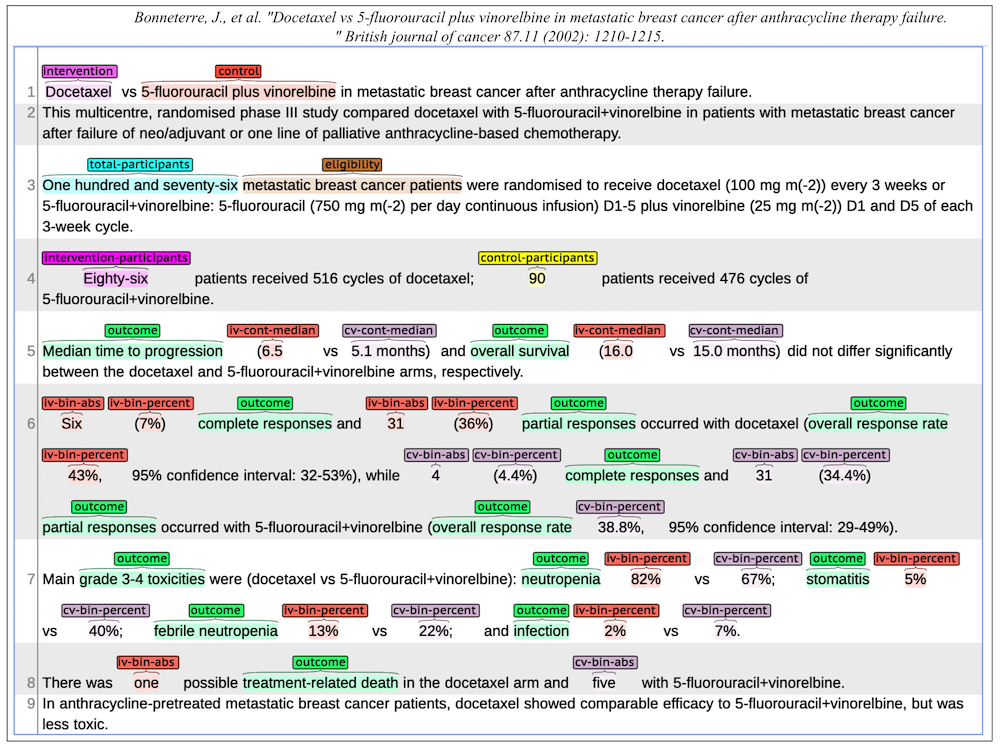 Bonneterre, J., et al. "Docetaxel vs 5-fluorouracil plus vinorelbine in metastatic breast cancer after anthracycline therapy failure.
" British journal of cancer 87.11 (2002): 1210-1215.
intervention control
1 Docetaxel vs 5-fluorouracil plus vinorelbine in metastatic breast cancer after anthracycline therapy failure.
2 This multicentre, randomised phase III study compared docetaxel with 5-fluorouracil+vinorelbine in patients with metastatic breast cancer
after failure of neo/adjuvant or one line of palliative anthracycline-based chemotherapy.
total-participants eligibility
3 One hundred and seventy-six metastatic breast cancer patients were randomised to receive docetaxel (100 mg m(-2)) every 3 weeks or
5-fluorouracil+vinorelbine: 5-fluorouracil (750 mg m(-2) per day continuous infusion) D1-5 plus vinorelbine (25 mg m(-2)) D1 and D5 of each
3-week cycle.
intervention-participants control-participants
4 Eighty-six patients received 516 cycles of docetaxel; 90 patients received 476 cycles of
5-fluorouracil+vinorelbine.
outcome iv-cont-median cv-cont-median outcome iv-cont-median cv-cont-median
5 Median time to progression (6.5 vs 5.1 months) and overall survival (16.0 vs 15.0 months) did not differ significantly
between the docetaxel and 5-fluorouracil+vinorelbine arms, respectively.
iv-bin-abs iv-bin-percent outcome iv-bin-abs iv-bin-percent outcome outcome
6 Six (7%) complete responses and 31 (36%) partial responses occurred with docetaxel (overall response rate
iv-bin-percent cv-bin-abs cv-bin-percent outcome cv-bin-abs cv-bin-percent
43%, 95% confidence interval: 32-53%), while 4 (4.4%) complete responses and 31 (34.4%)
outcome outcome cv-bin-percent
partial responses occurred with 5-fluorouracil+vinorelbine (overall response rate 38.8%, 95% confidence interval: 29-49%).
outcome outcome iv-bin-percent cv-bin-percent outcome iv-bin-percent
7 Main grade 3-4 toxicities were (docetaxel vs 5-fluorouracil+vinorelbine): neutropenia 82% vs 67%; stomatitis 5%
cv-bin-percent outcome iv-bin-percent cv-bin-percent outcome iv-bin-percent cv-bin-percent
vs 40%; febrile neutropenia 13% vs 22%; and infection 2% vs 7%.
iv-bin-abs outcome cv-bin-abs
8 There was one possible treatment-related death in the docetaxel arm and five with 5-fluorouracil+vinorelbine.
9 In anthracycline-pretreated metastatic breast cancer patients, docetaxel showed comparable efficacy to 5-fluorouracil+vinorelbine, but was
less toxic.